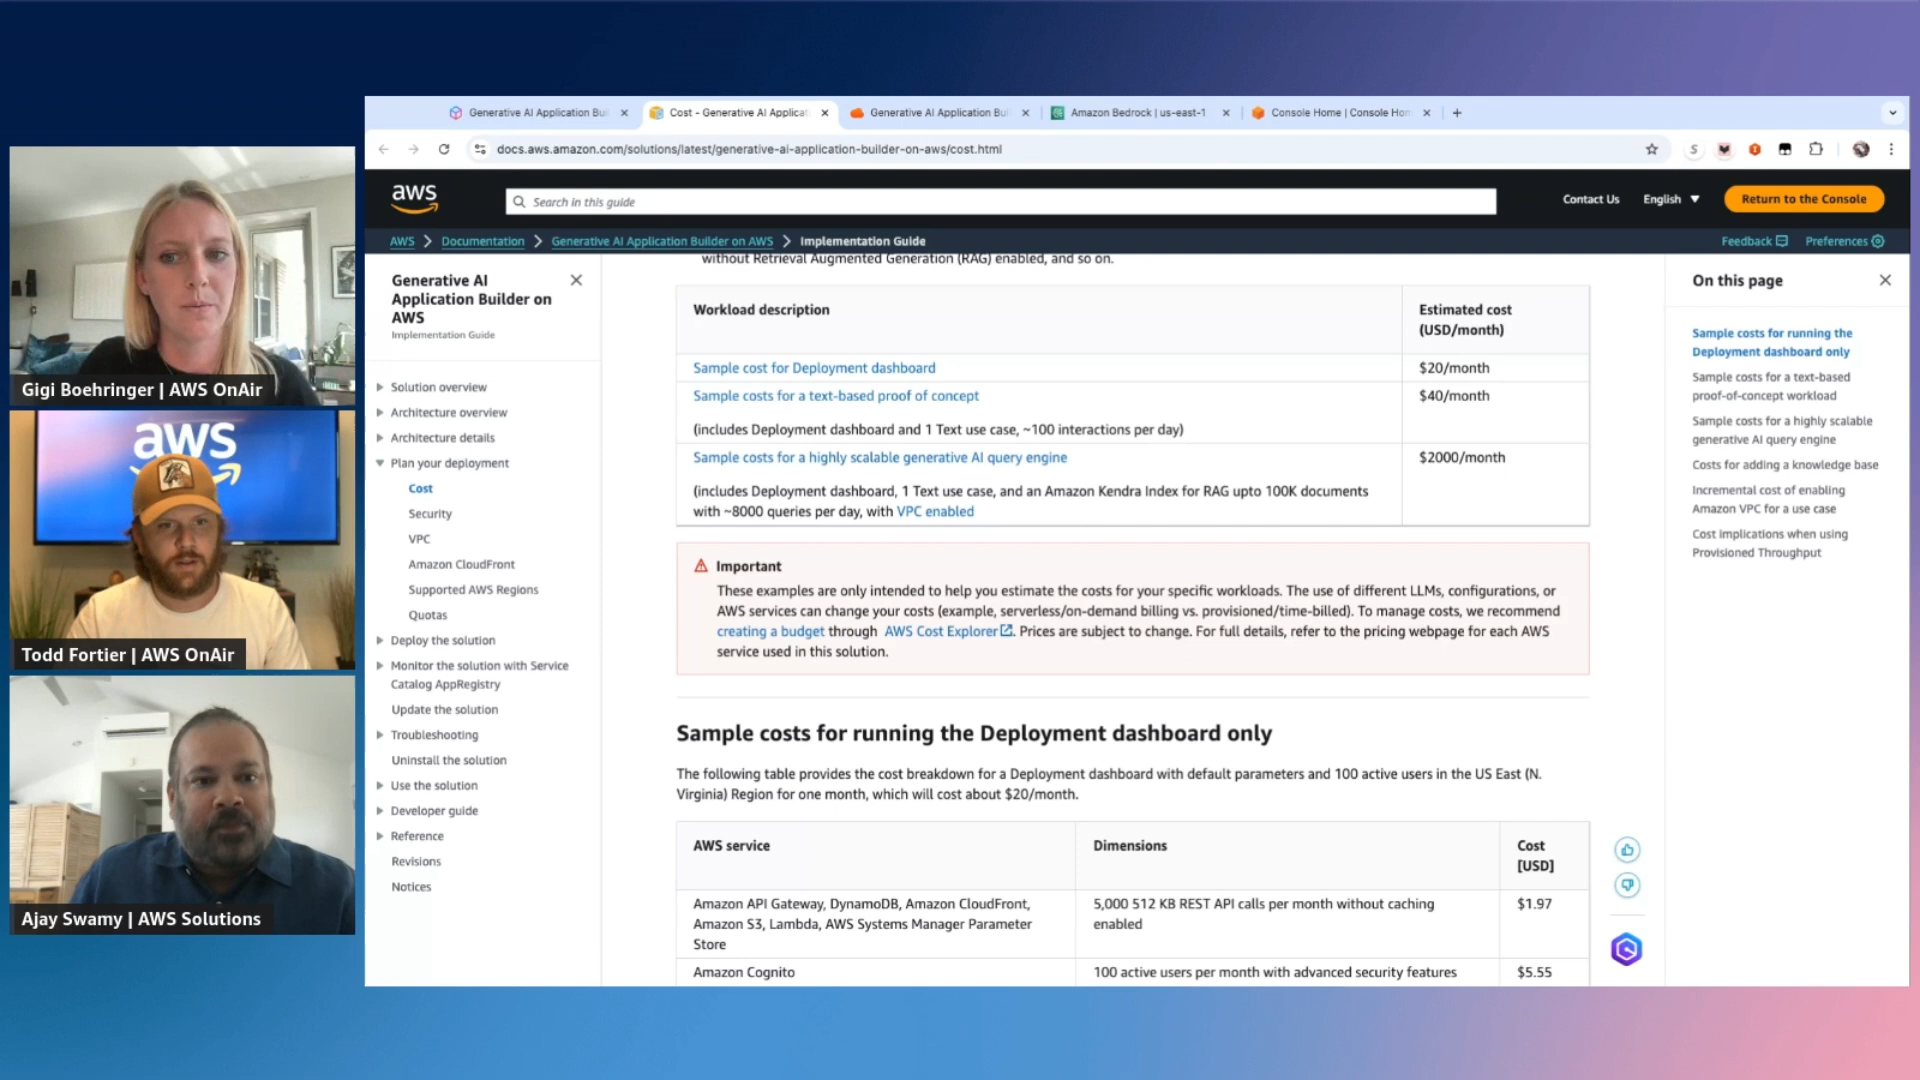 Generative AI Application Bui
Cost - Generative AI Applicat
Generative AI Application Bui
Amazon Bedrock | us-east-1
Console Home | Console Hom
docs.aws.amazon.com/solutions/latest/generative-ai-application-builder-on-aws/cost.html
S
aws
Search in this guide
Contact Us
English
Return to the Console
AWS
Documentation
Generative AI Application Builder on AWS
Implementation Guide
Feedback
Preferences
Generative AI
Application Builder on
AWS
Implementation Guide
Solution overview
Architecture overview
Architecture details
Plan your deployment
Cost
Security
VPC
Amazon CloudFront
Supported AWS Regions
Quotas
Deploy the solution
Monitor the solution with Service
Catalog AppRegistry
Update the solution
Troubleshooting
Uninstall the solution
Use the solution
Developer guide
Reference
Revisions
Notices
without Retrieval Augmented Generation (RAG) enabled, and so on.
Workload description
Estimated cost
(USD/month)
Sample cost for Deployment dashboard
$20/month
Sample costs for a text-based proof of concept
$40/month
(includes Deployment dashboard and 1 Text use case, ~100 interactions per day)
Sample costs for a highly scalable generative AI query engine
$2000/month
(includes Deployment dashboard, 1 Text use case, and an Amazon Kendra Index for RAG upto 100K documents
with ~8000 queries per day, with VPC enabled
Important
These examples are only intended to help you estimate the costs for your specific workloads. The use of different LLMs, configurations, or
AWS services can change your costs (example, serverless/on-demand billing vs. provisioned/time-billed). To manage costs, we recommend
creating a budget through AWS Cost Explorer. Prices are subject to change. For full details, refer to the pricing webpage for each AWS
service used in this solution.
Sample costs for running the Deployment dashboard only
The following table provides the cost breakdown for a Deployment dashboard with default parameters and 100 active users in the US East (N.
Virginia) Region for one month, which will cost about $20/month.
AWS service
Dimensions
Cost
[USD]
Amazon API Gateway, DynamoDB, Amazon CloudFront,
Amazon S3, Lambda, AWS Systems Manager Parameter
Store
5,000 512 KB REST API calls per month without caching
enabled
$1.97
Amazon Cognito
100 active users per month with advanced security features
$5.55
On this page
Sample costs for running the
Deployment dashboard only
Sample costs for a text-based
proof-of-concept workload
Sample costs for a highly scalable
generative AI query engine
Costs for adding a knowledge base
Incremental cost of enabling
Amazon VPC for a use case
Cost implications when using
Provisioned Throughput
Gigi Boehringer | AWS OnAir
aws
Todd Fortier | AWS OnAir
Ajay Swamy | AWS Solutions